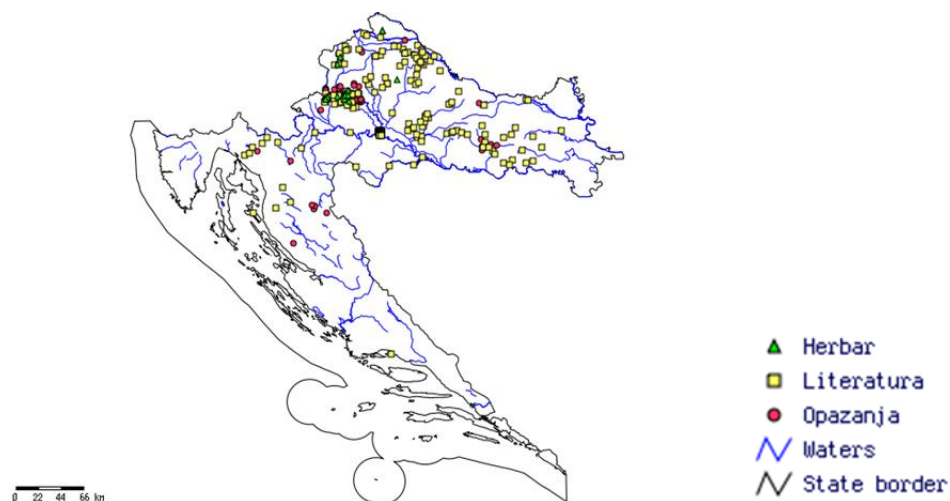 Herbar
Literatura
Opazanja
Waters
State border
0 22 44 66 km